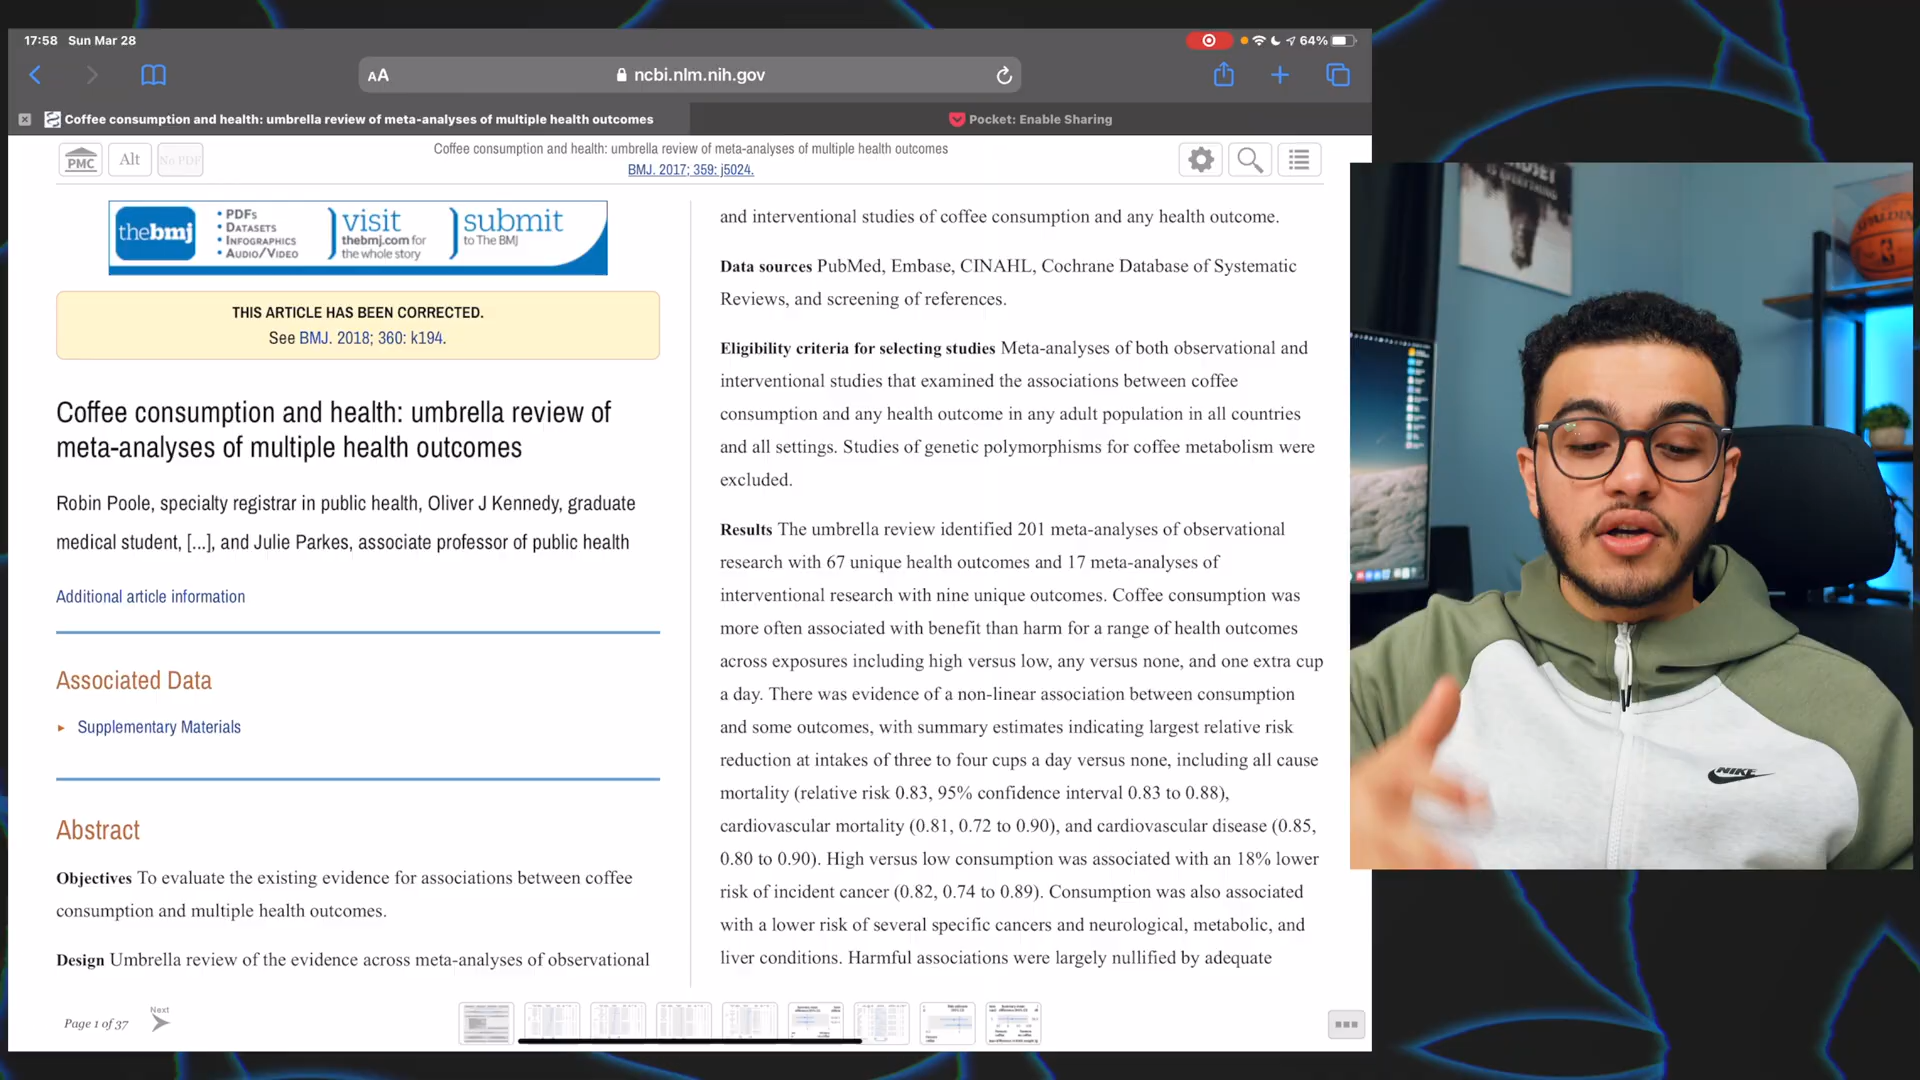 17:58 Sun Mar 28
64%
AA
ncbi.nlm.nih.gov
Coffee consumption and health: umbrella review of meta-analyses of multiple health outcomes
Pocket: Enable Sharing
PMC
Alt
No PDF
Coffee consumption and health: umbrella review of meta-analyses of multiple health outcomes
BMJ. 2017; 359: j5024.
thebmj
• PDFs
• Datasets
• Infographics
• Audio/Video
visit
thebmj.com for
the whole story
submit
to The BMJ
THIS ARTICLE HAS BEEN CORRECTED.
See BMJ. 2018; 360: k194.
Coffee consumption and health: umbrella review of
meta-analyses of multiple health outcomes
Robin Poole, specialty registrar in public health, Oliver J Kennedy, graduate
medical student, [...], and Julie Parkes, associate professor of public health
Additional article information
Associated Data
▸ Supplementary Materials
Abstract
Objectives To evaluate the existing evidence for associations between coffee
consumption and multiple health outcomes.
Design Umbrella review of the evidence across meta-analyses of observational
and interventional studies of coffee consumption and any health outcome.
Data sources PubMed, Embase, CINAHL, Cochrane Database of Systematic
Reviews, and screening of references.
Eligibility criteria for selecting studies Meta-analyses of both observational and
interventional studies that examined the associations between coffee
consumption and any health outcome in any adult population in all countries
and all settings. Studies of genetic polymorphisms for coffee metabolism were
excluded.
Results The umbrella review identified 201 meta-analyses of observational
research with 67 unique health outcomes and 17 meta-analyses of
interventional research with nine unique outcomes. Coffee consumption was
more often associated with benefit than harm for a range of health outcomes
across exposures including high versus low, any versus none, and one extra cup
a day. There was evidence of a non-linear association between consumption
and some outcomes, with summary estimates indicating largest relative risk
reduction at intakes of three to four cups a day versus none, including all cause
mortality (relative risk 0.83, 95% confidence interval 0.83 to 0.88),
cardiovascular mortality (0.81, 0.72 to 0.90), and cardiovascular disease (0.85,
0.80 to 0.90). High versus low consumption was associated with an 18% lower
risk of incident cancer (0.82, 0.74 to 0.89). Consumption was also associated
with a lower risk of several specific cancers and neurological, metabolic, and
liver conditions. Harmful associations were largely nullified by adequate
Page 1 of 37
Next
SPALDING
NIKE